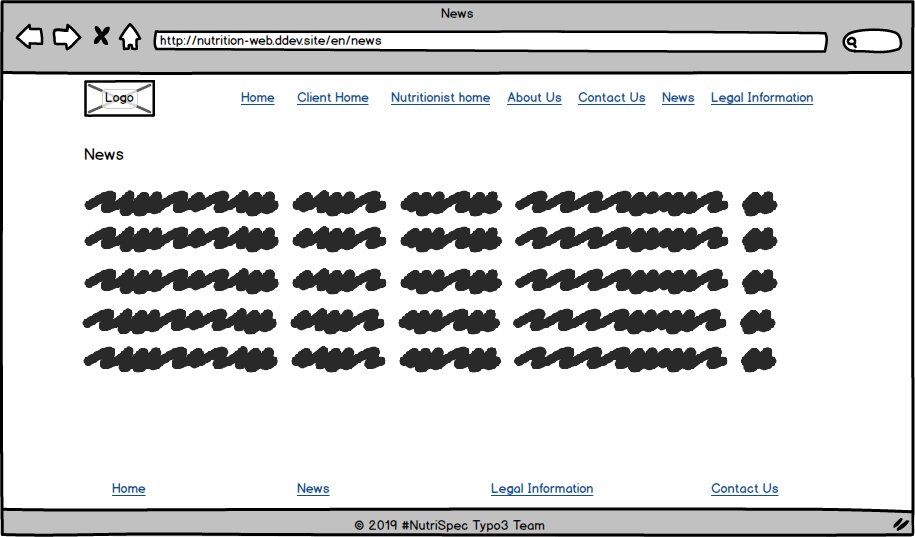 News
http://nutrition-web.ddev.site/en/news
Logo Home Client Home Nutritionist home About Us Contact Us News Legal Information
News
Home News Legal Information Contact Us
© 2019 #NutriSpec Typo3 Team